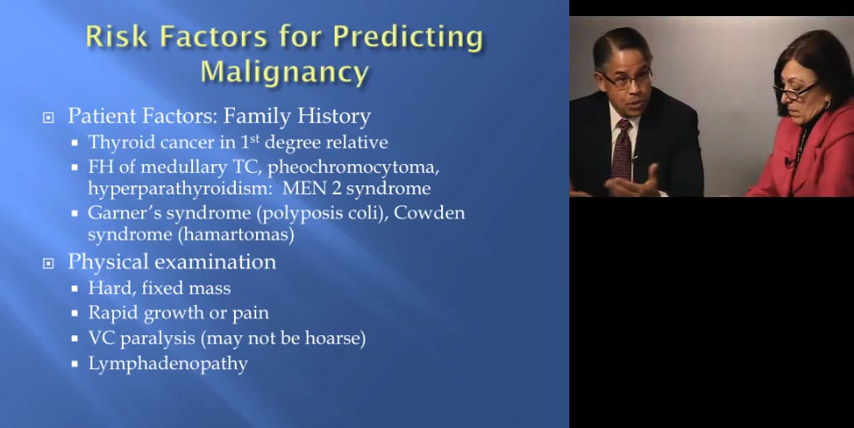 Risk Factors for Predicting
Malignancy
Patient Factors: Family History
Thyroid cancer in 1st degree relative
FH of medullary TC, pheochromocytoma,
hyperparathyroidism: MEN 2 syndrome
Garner's syndrome (polyposis coli), Cowden
syndrome (hamartomas)
Physical examination
Hard, fixed mass
Rapid growth or pain
VC paralysis (may not be hoarse)
Lymphadenopathy